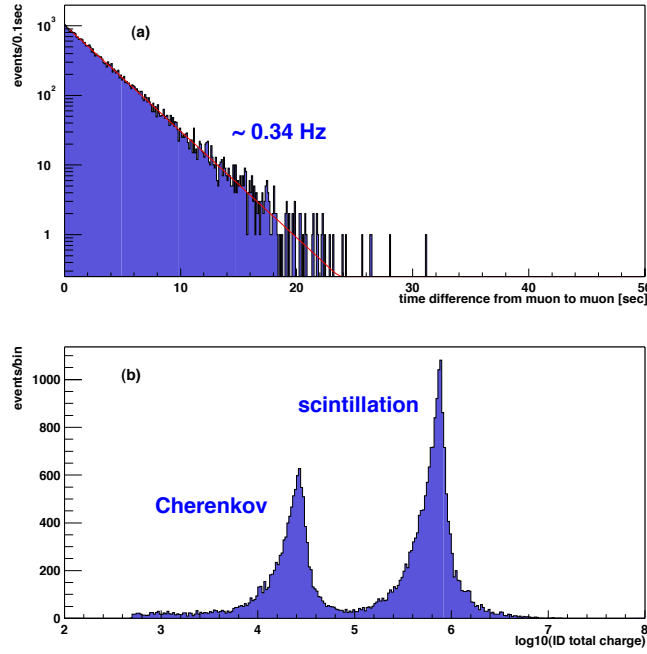 events/0.1sec
(a)
~ 0.34 Hz
10³
10²
10
1
0 10 20 30 40 50
time difference from muon to muon [sec]
events/bin
(b)
scintillation
Cherenkov
1000
800
600
400
200
0
2 3 4 5 6 7 8
log10(ID total charge)